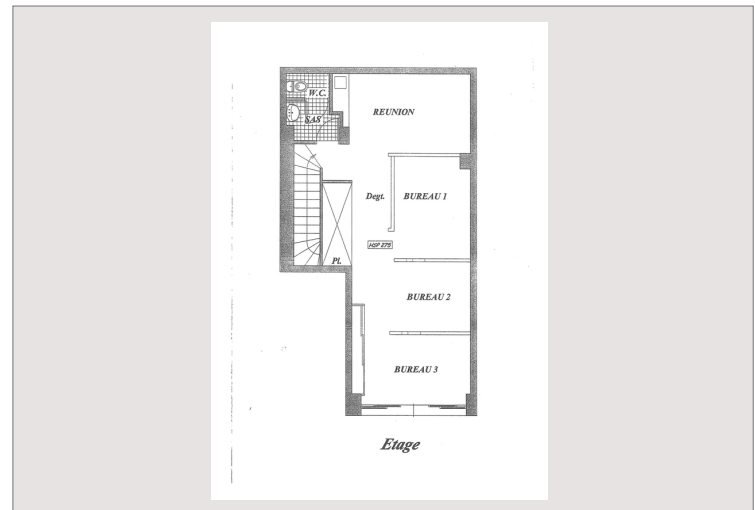 W.C.
SAS
REUNION
Degt.
BUREAU 1
HSP 275
Pl.
BUREAU 2
BUREAU 3
Etage